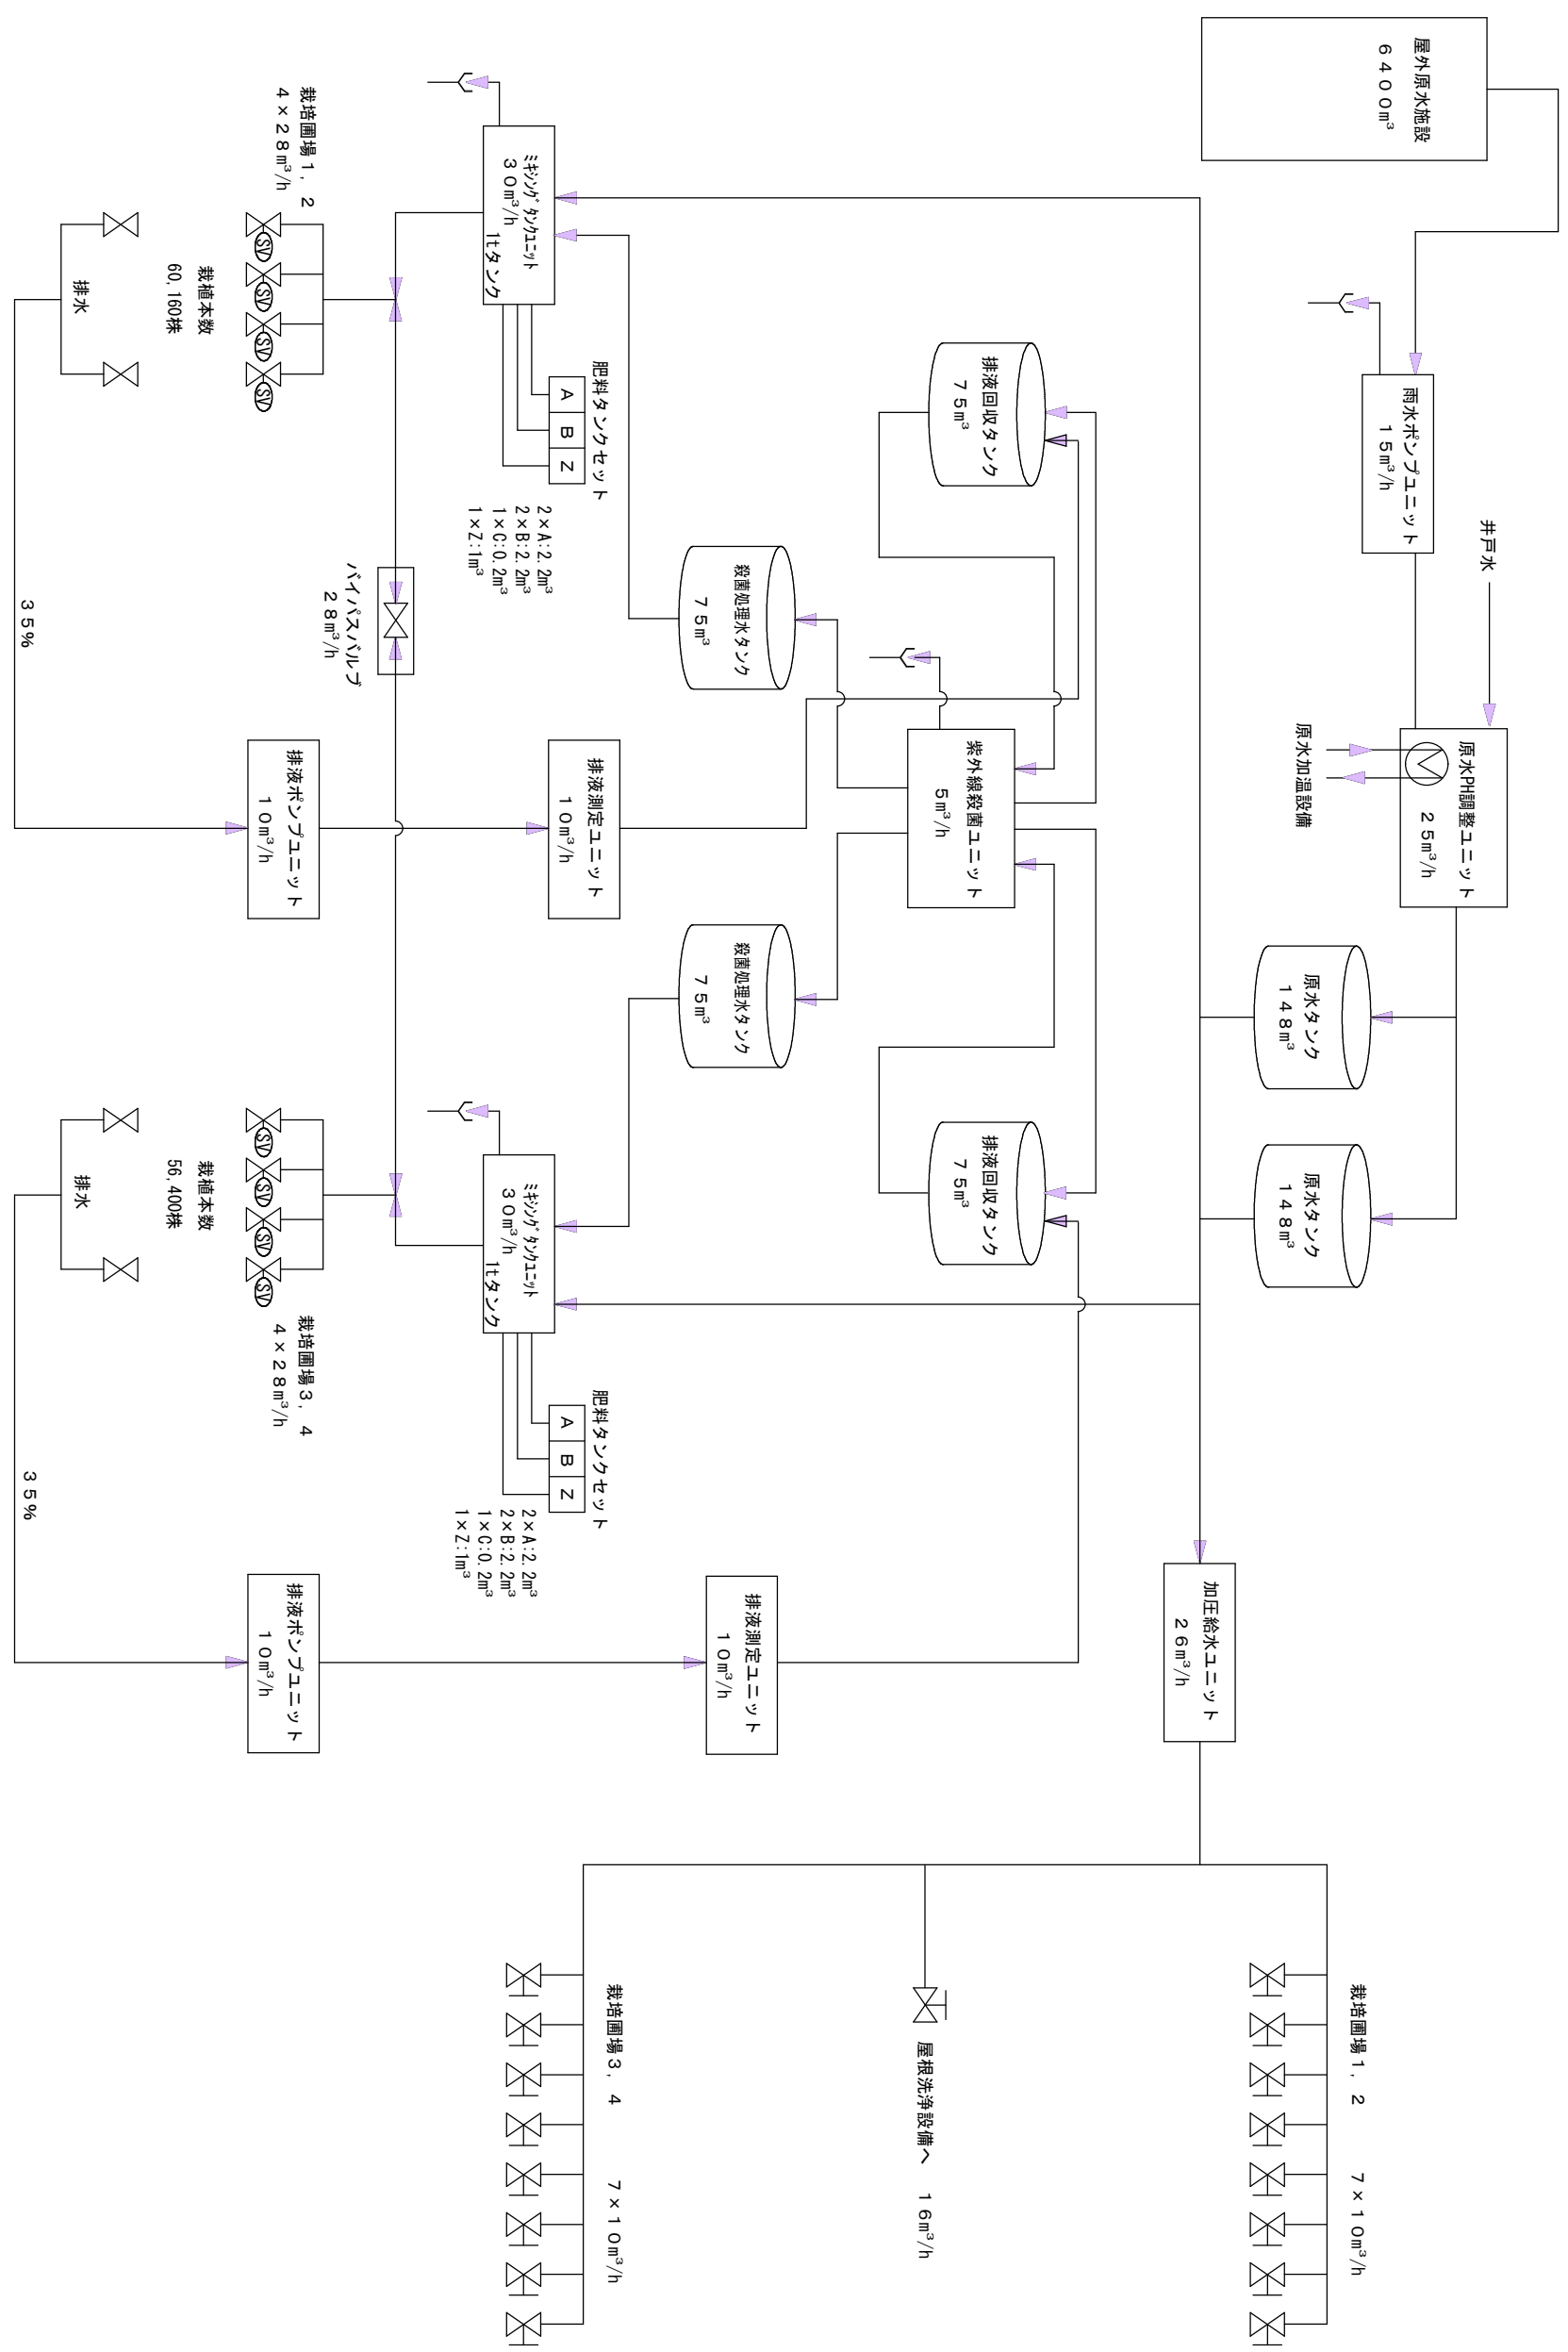 屋外原水施設
６４００m³
雨水ポンプユニット
１５m³/h
井戸水
原水PH調整ユニット
２５m³/h
原水加温設備
原水タンク
１４８m³
原水タンク
１４８m³
加圧給水ユニット
２６m³/h
栽培圃場１，２　７×１０m³/h
屋根洗浄設備へ　１６m³/h
栽培圃場３，４　７×１０m³/h
排液回収タンク
７５m³
紫外線殺菌ユニット
５m³/h
排液回収タンク
７５m³
殺菌処理水タンク
７５m³
殺菌処理水タンク
７５m³
ﾐｷｼﾝｸﾞﾀﾝｸﾕﾆｯﾄ
３０m³/h
1tタンク
肥料タンクセット
A
B
Z
2×A:2.2m³
2×B:2.2m³
1×C:0.2m³
1×Z:1m³
排液測定ユニット
１０m³/h
ﾐｷｼﾝｸﾞﾀﾝｸﾕﾆｯﾄ
３０m³/h
1tタンク
肥料タンクセット
A
B
Z
2×A:2.2m³
2×B:2.2m³
1×C:0.2m³
1×Z:1m³
排液測定ユニット
１０m³/h
バイパスバルブ
２８m³/h
栽培圃場１，２
４×２８m³/h
SV
SV
SV
SV
栽植本数
60,160株
排水
３５％
排液ポンプユニット
１０m³/h
栽培圃場３，４
４×２８m³/h
SV
SV
SV
SV
栽植本数
56,400株
排水
３５％
排液ポンプユニット
１０m³/h